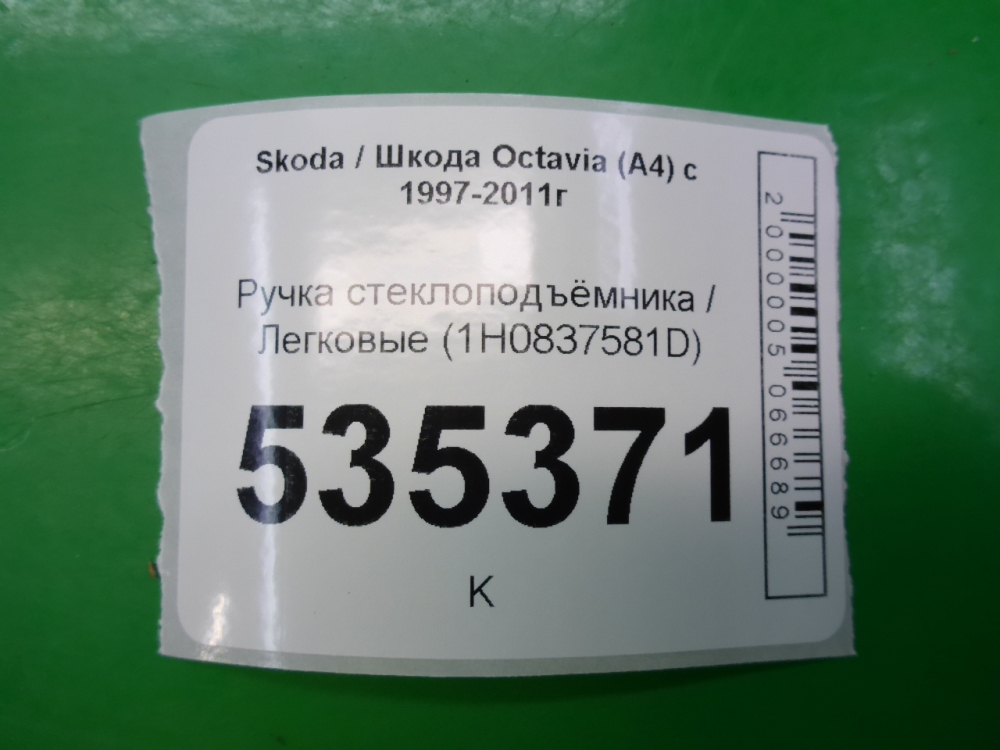 Skoda / Шкода Octavia (A4) с
1997-2011г
Ручка стеклоподъёмника /
Легковые (1H0837581D)
535371
К
2000005066689